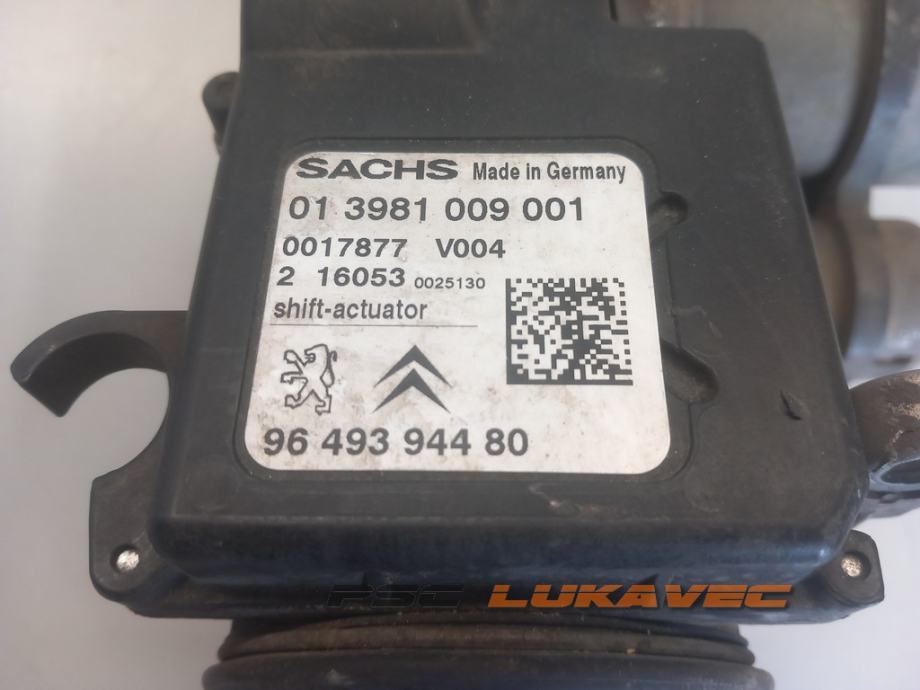 SACHS Made in Germany
01 3981 009 001
0017877 V004
2 16053 0025130
shift-actuator
96 493 944 80
PSC LUKAVEC